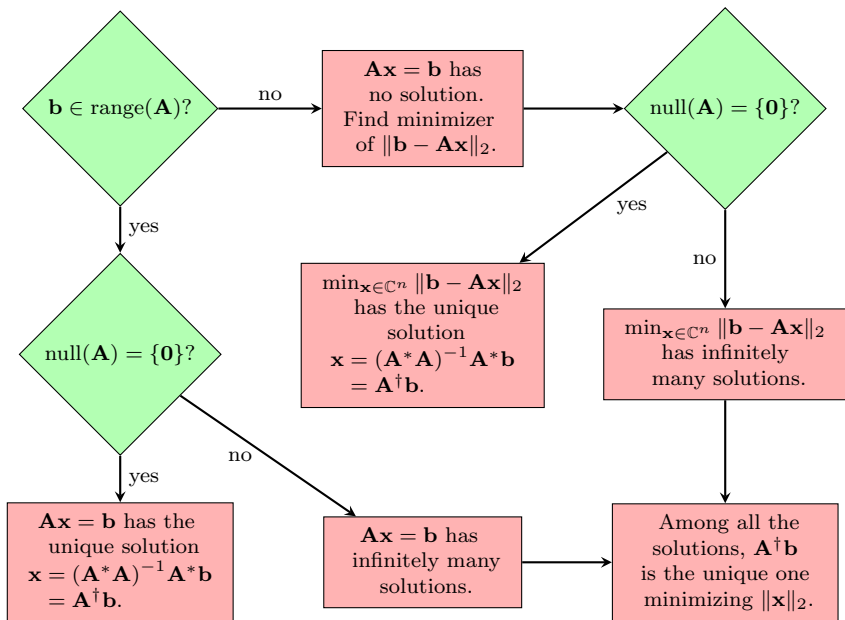 𝐛 ∈ range(𝐀)?
no
𝐀𝐱 = 𝐛 has
no solution.
Find minimizer
of ‖𝐛 − 𝐀𝐱‖₂.
null(𝐀) = {𝟎}?
yes
yes
no
null(𝐀) = {𝟎}?
min_{𝐱∈ℂⁿ} ‖𝐛 − 𝐀𝐱‖₂
has the unique
solution
𝐱 = (𝐀*𝐀)⁻¹𝐀*𝐛
= 𝐀†𝐛.
min_{𝐱∈ℂⁿ} ‖𝐛 − 𝐀𝐱‖₂
has infinitely
many solutions.
yes
no
𝐀𝐱 = 𝐛 has the
unique solution
𝐱 = (𝐀*𝐀)⁻¹𝐀*𝐛
= 𝐀†𝐛.
𝐀𝐱 = 𝐛 has
infinitely many
solutions.
Among all the
solutions, 𝐀†𝐛
is the unique one
minimizing ‖𝐱‖₂.